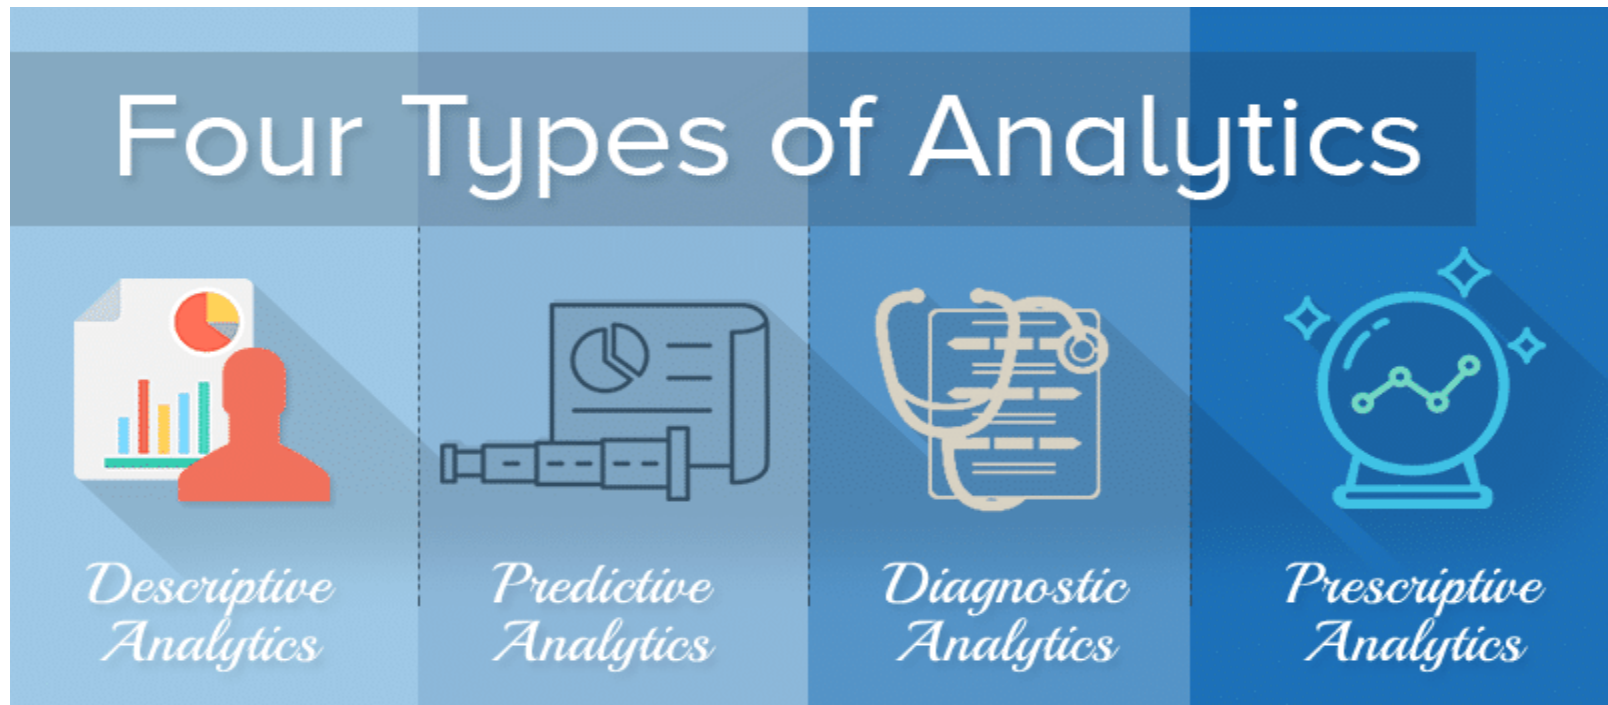 Four Types of Analytics
Descriptive
Analytics
Predictive
Analytics
Diagnostic
Analytics
Prescriptive
Analytics